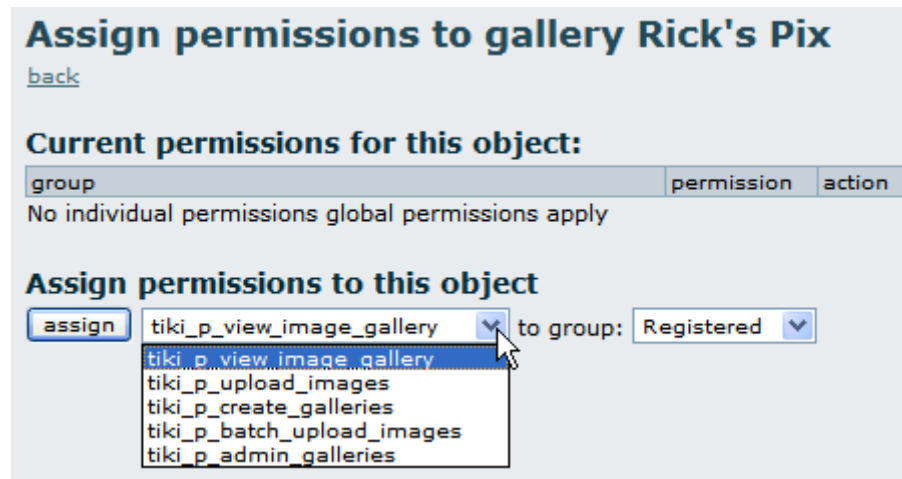 Assign permissions to gallery Rick's Pix
back
Current permissions for this object:
group permission action
No individual permissions global permissions apply
Assign permissions to this object
assign tiki_p_view_image_gallery to group: Registered
tiki_p_view_image_gallery
tiki_p_upload_images
tiki_p_create_galleries
tiki_p_batch_upload_images
tiki_p_admin_galleries